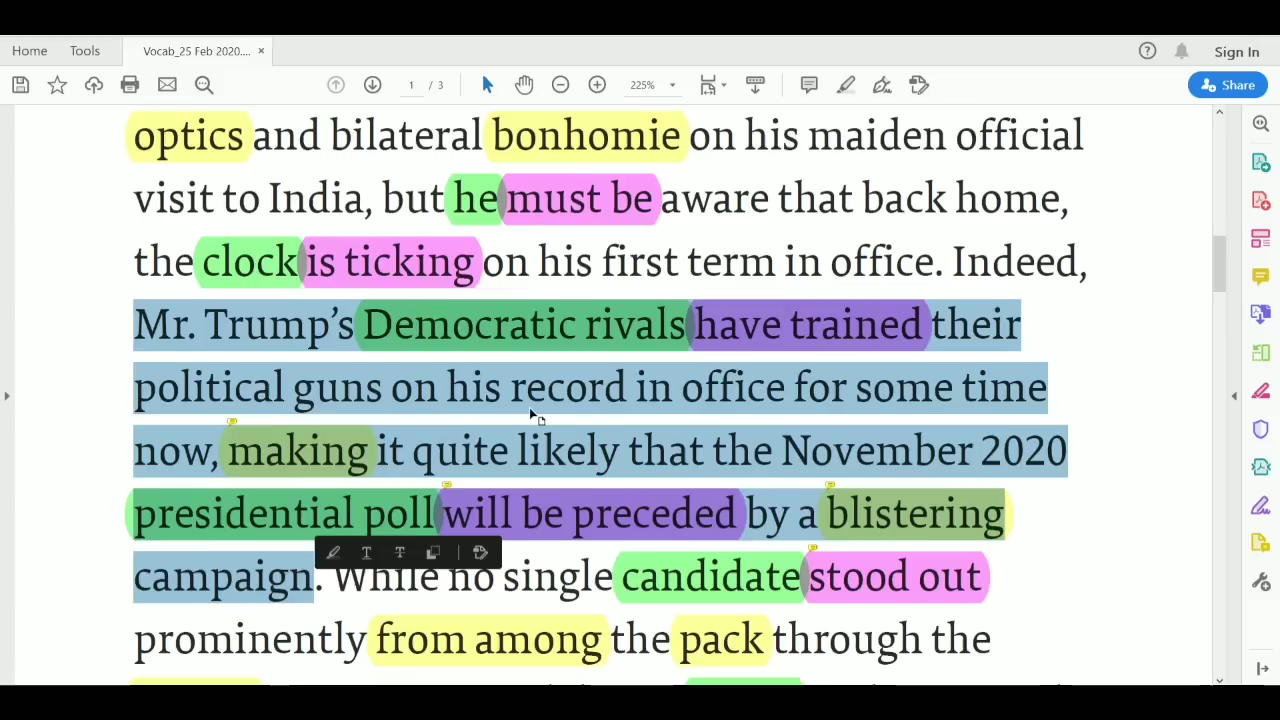 Home Tools Vocab_25 Feb 2020.... × Sign In
1 / 3 225% Share
optics and bilateral bonhomie on his maiden official
visit to India, but he must be aware that back home,
the clock is ticking on his first term in office. Indeed,
Mr. Trump’s Democratic rivals have trained their
political guns on his record in office for some time
now, making it quite likely that the November 2020
presidential poll will be preceded by a blistering
campaign. While no single candidate stood out
prominently from among the pack through the